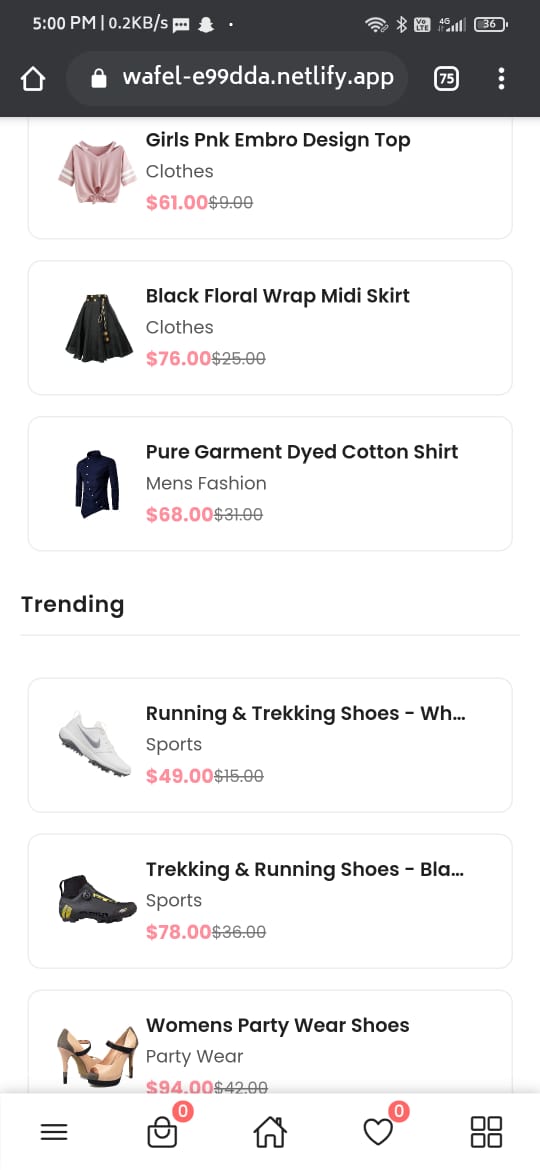 5:00 PM | 0.2KB/s
Vo LTE 4G 36
wafel-e99dda.netlify.app
75
Girls Pnk Embro Design Top
Clothes
$61.00$9.00
Black Floral Wrap Midi Skirt
Clothes
$76.00$25.00
Pure Garment Dyed Cotton Shirt
Mens Fashion
$68.00$31.00
Trending
Running & Trekking Shoes - Wh...
Sports
$49.00$15.00
Trekking & Running Shoes - Bla...
Sports
$78.00$36.00
Womens Party Wear Shoes
Party Wear
$94.00$42.00
0
0